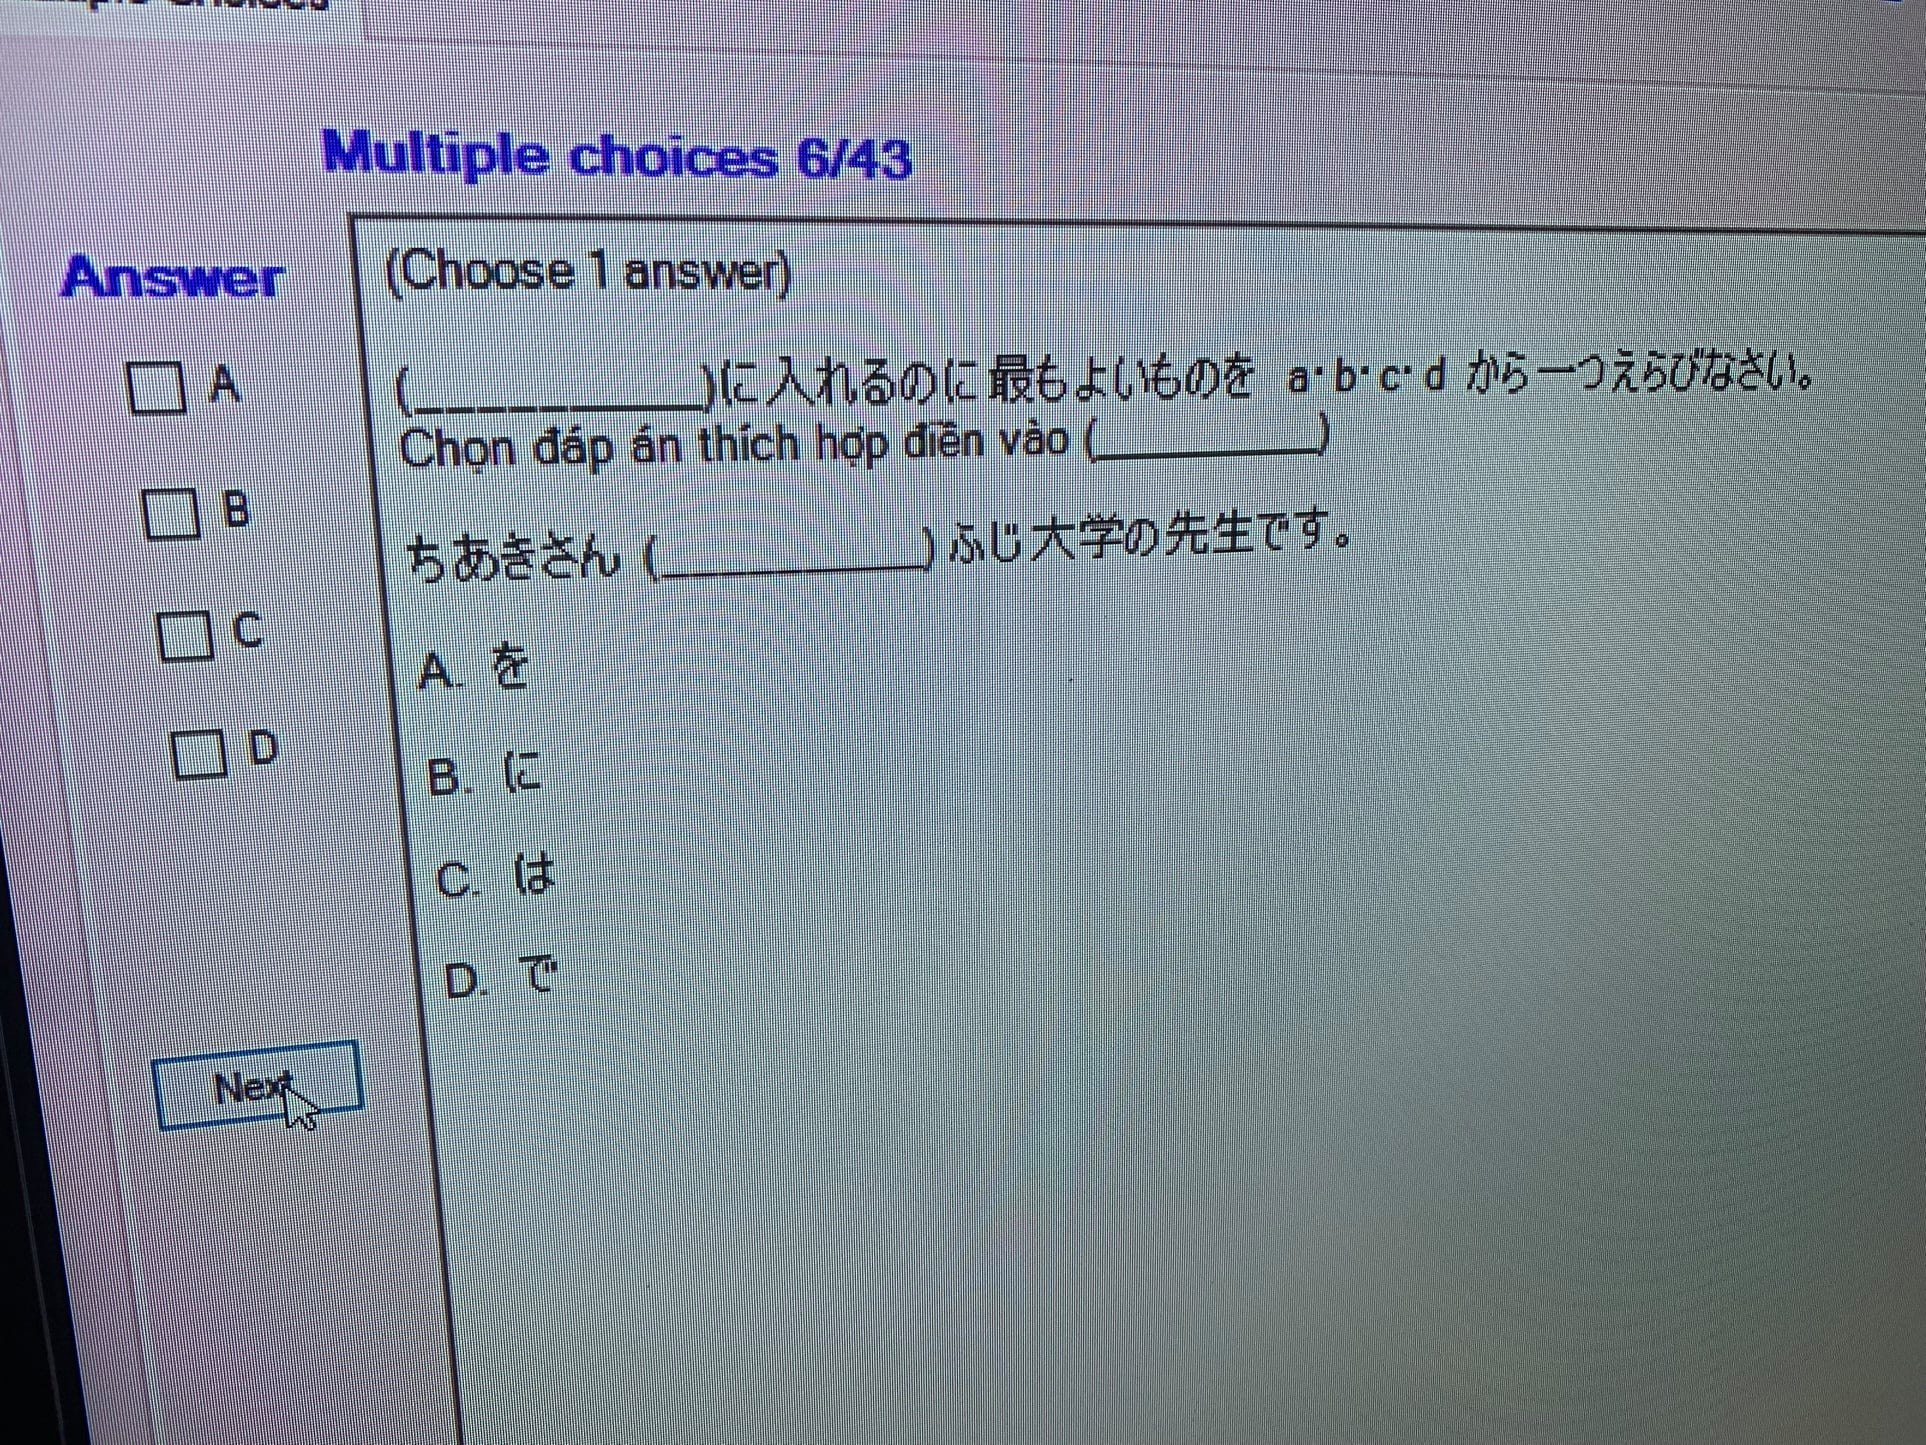 Multiple choices 6/43
Answer
(Choose 1 answer)
A
B
C
D
(__________)に入れるのに最もよいものを a・b・c・d から一つえらびなさい。
Chọn đáp án thích hợp điền vào (________)
ちあきさん (__________) ふじ大学の先生です。
A. を
B. に
C. は
D. で
Next